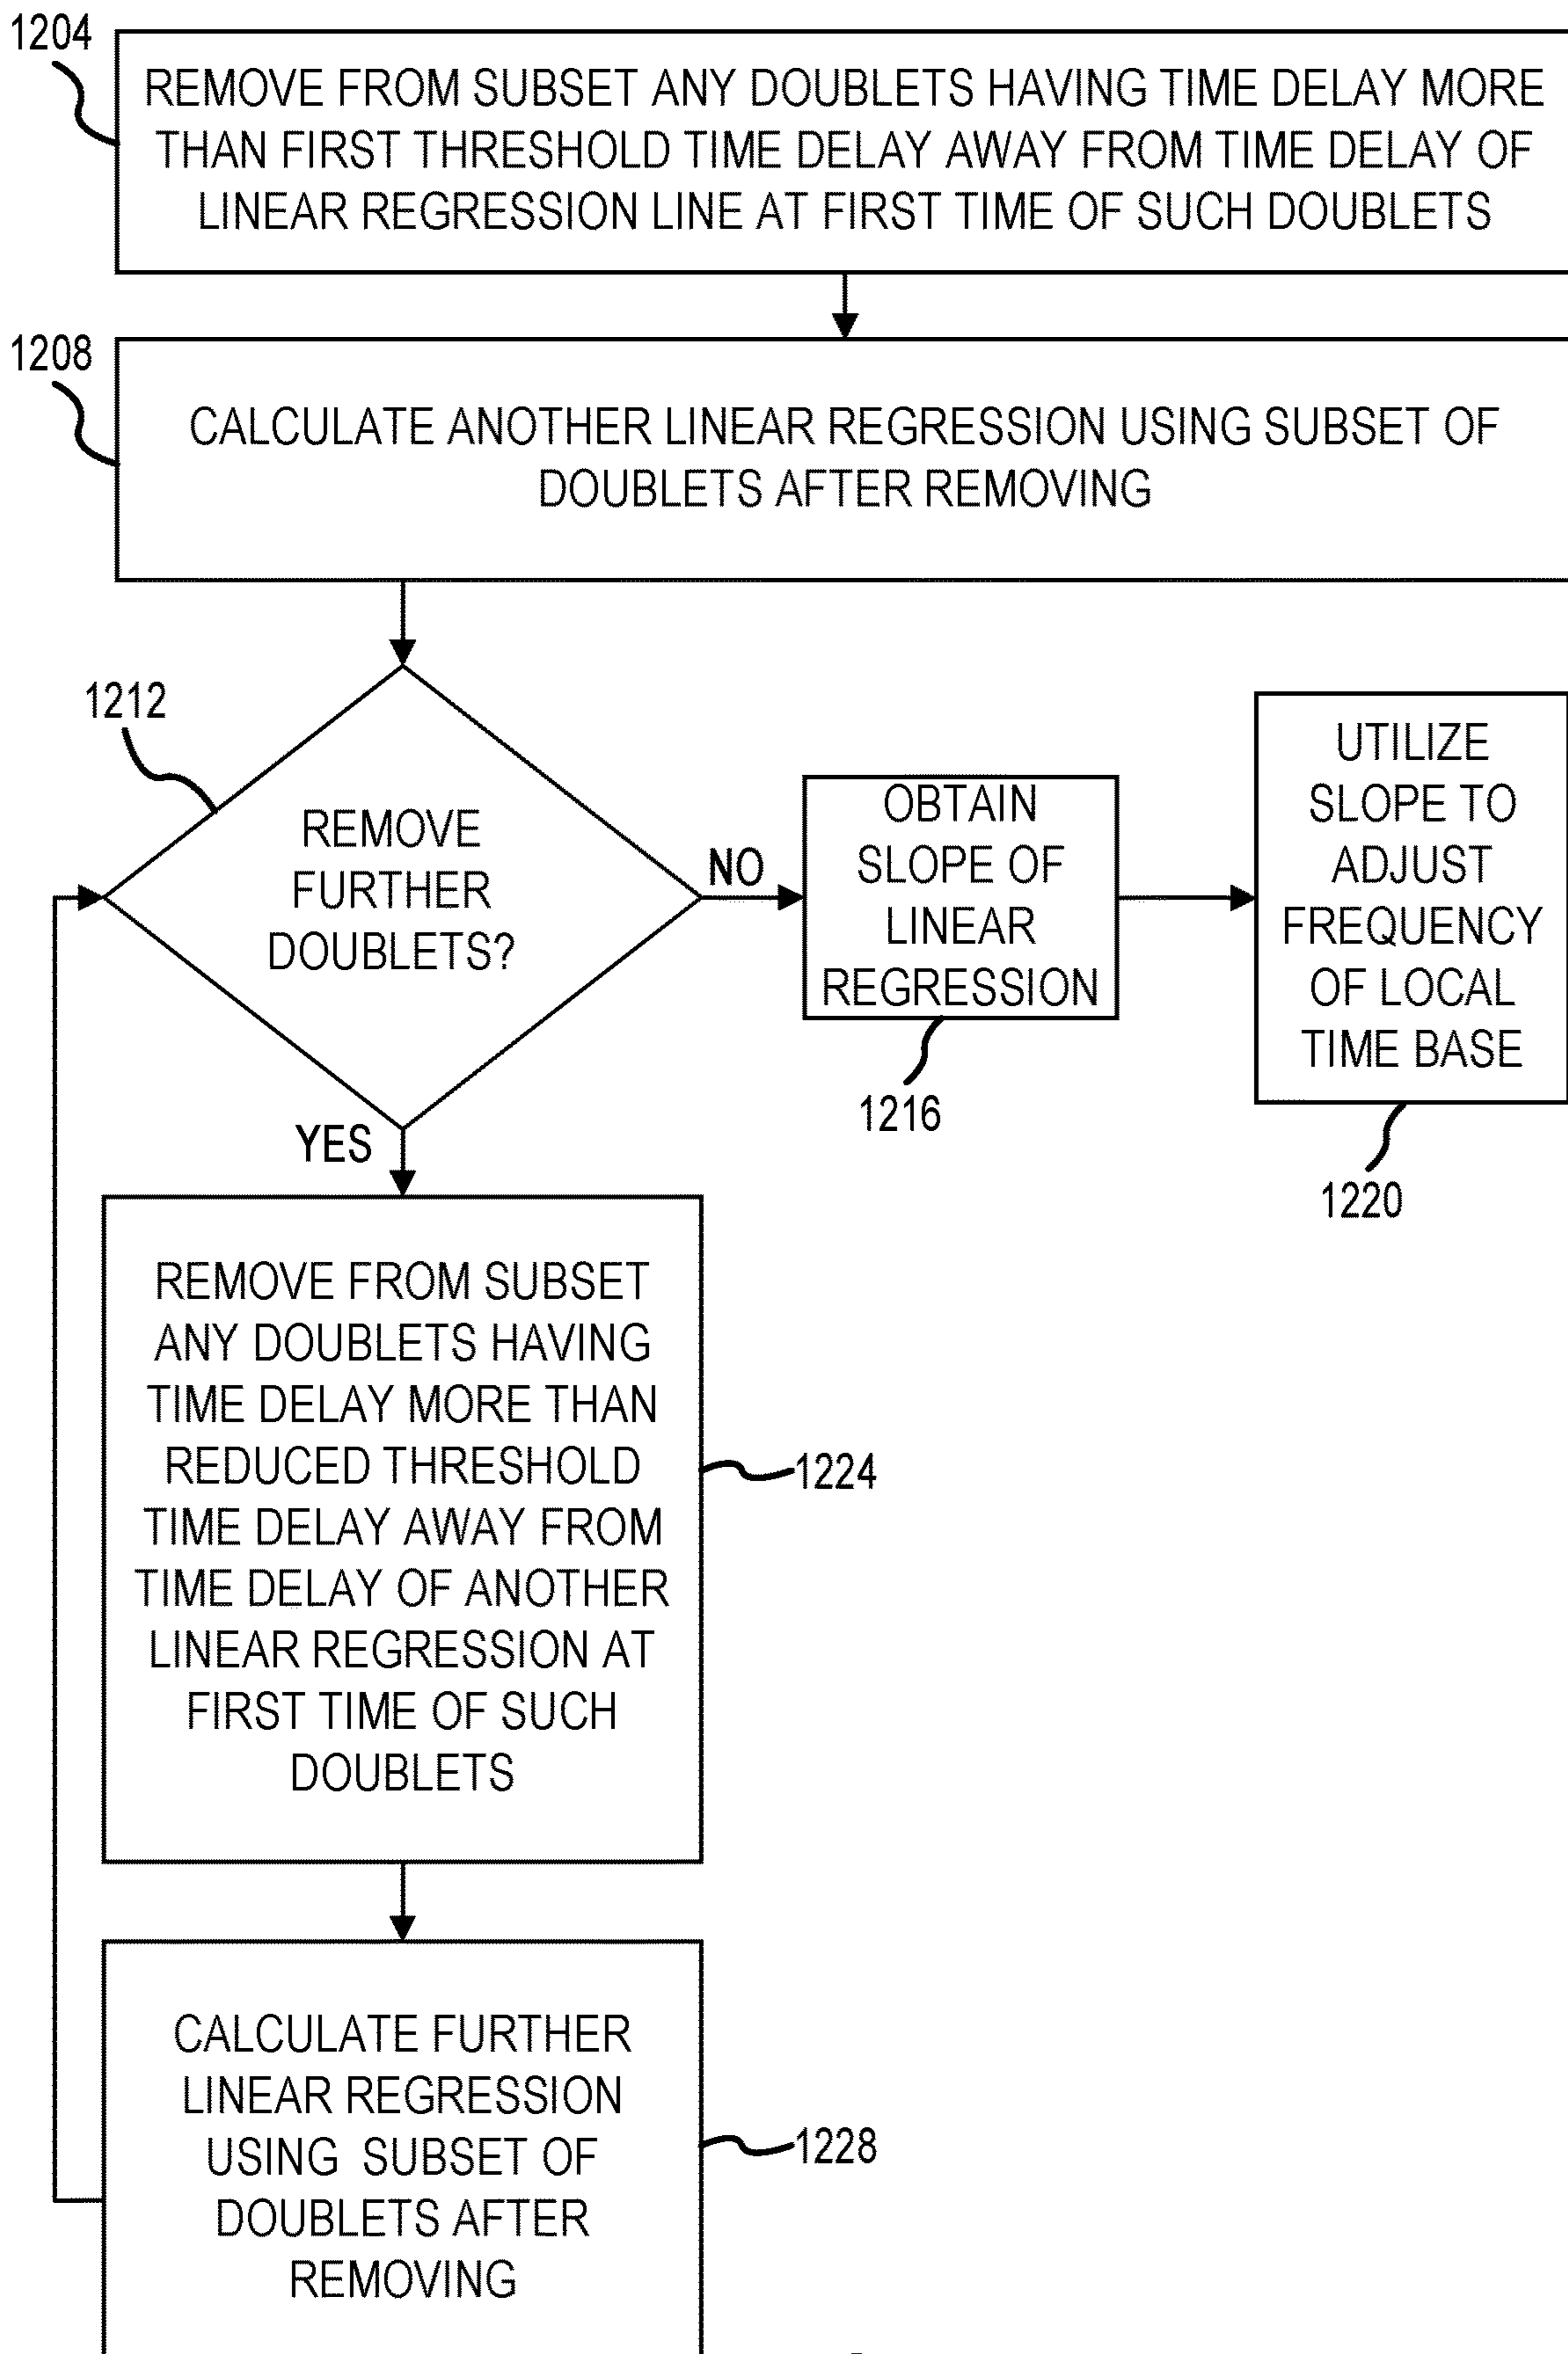 1204
REMOVE FROM SUBSET ANY DOUBLETS HAVING TIME DELAY MORE
THAN FIRST THRESHOLD TIME DELAY AWAY FROM TIME DELAY OF
LINEAR REGRESSION LINE AT FIRST TIME OF SUCH DOUBLETS
1208
CALCULATE ANOTHER LINEAR REGRESSION USING SUBSET OF
DOUBLETS AFTER REMOVING
1212
REMOVE
FURTHER
DOUBLETS?
NO
OBTAIN
SLOPE OF
LINEAR
REGRESSION
1216
UTILIZE
SLOPE TO
ADJUST
FREQUENCY
OF LOCAL
TIME BASE
1220
YES
REMOVE FROM SUBSET
ANY DOUBLETS HAVING
TIME DELAY MORE THAN
REDUCED THRESHOLD
TIME DELAY AWAY FROM
TIME DELAY OF ANOTHER
LINEAR REGRESSION AT
FIRST TIME OF SUCH
DOUBLETS
1224
CALCULATE FURTHER
LINEAR REGRESSION
USING  SUBSET OF
DOUBLETS AFTER
REMOVING
1228